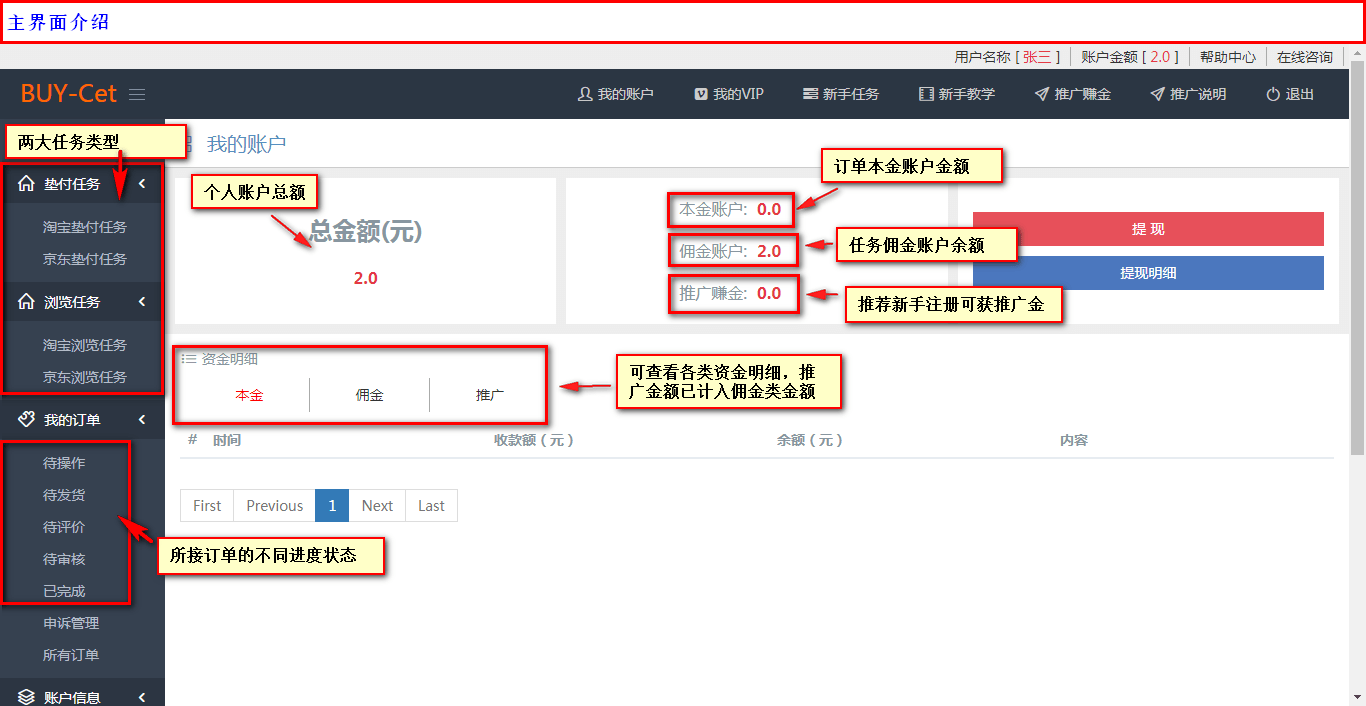 主界面介绍
用户名称 [ 张三 ] 账户金额 [ 2.0 ] 帮助中心 在线咨询
BUY-Cet 我的账户 我的VIP 新手任务 新手教学 推广赚金 推广说明 退出
两大任务类型
我的账户
垫付任务
淘宝垫付任务
京东垫付任务
浏览任务
淘宝浏览任务
京东浏览任务
我的订单
待操作
待发货
待评价
待审核
已完成
申诉管理
所有订单
账户信息
个人账户总额
总金额(元)
2.0
订单本金账户金额
本金账户: 0.0
任务佣金账户余额
佣金账户: 2.0
推广赚金: 0.0
推荐新手注册可获推广金
提 现
提现明细
资金明细
本金 佣金 推广
可查看各类资金明细，推
广金额已计入佣金类金额
# 时间 收款额 ( 元 ) 余额 ( 元 ) 内容
First Previous 1 Next Last
所接订单的不同进度状态